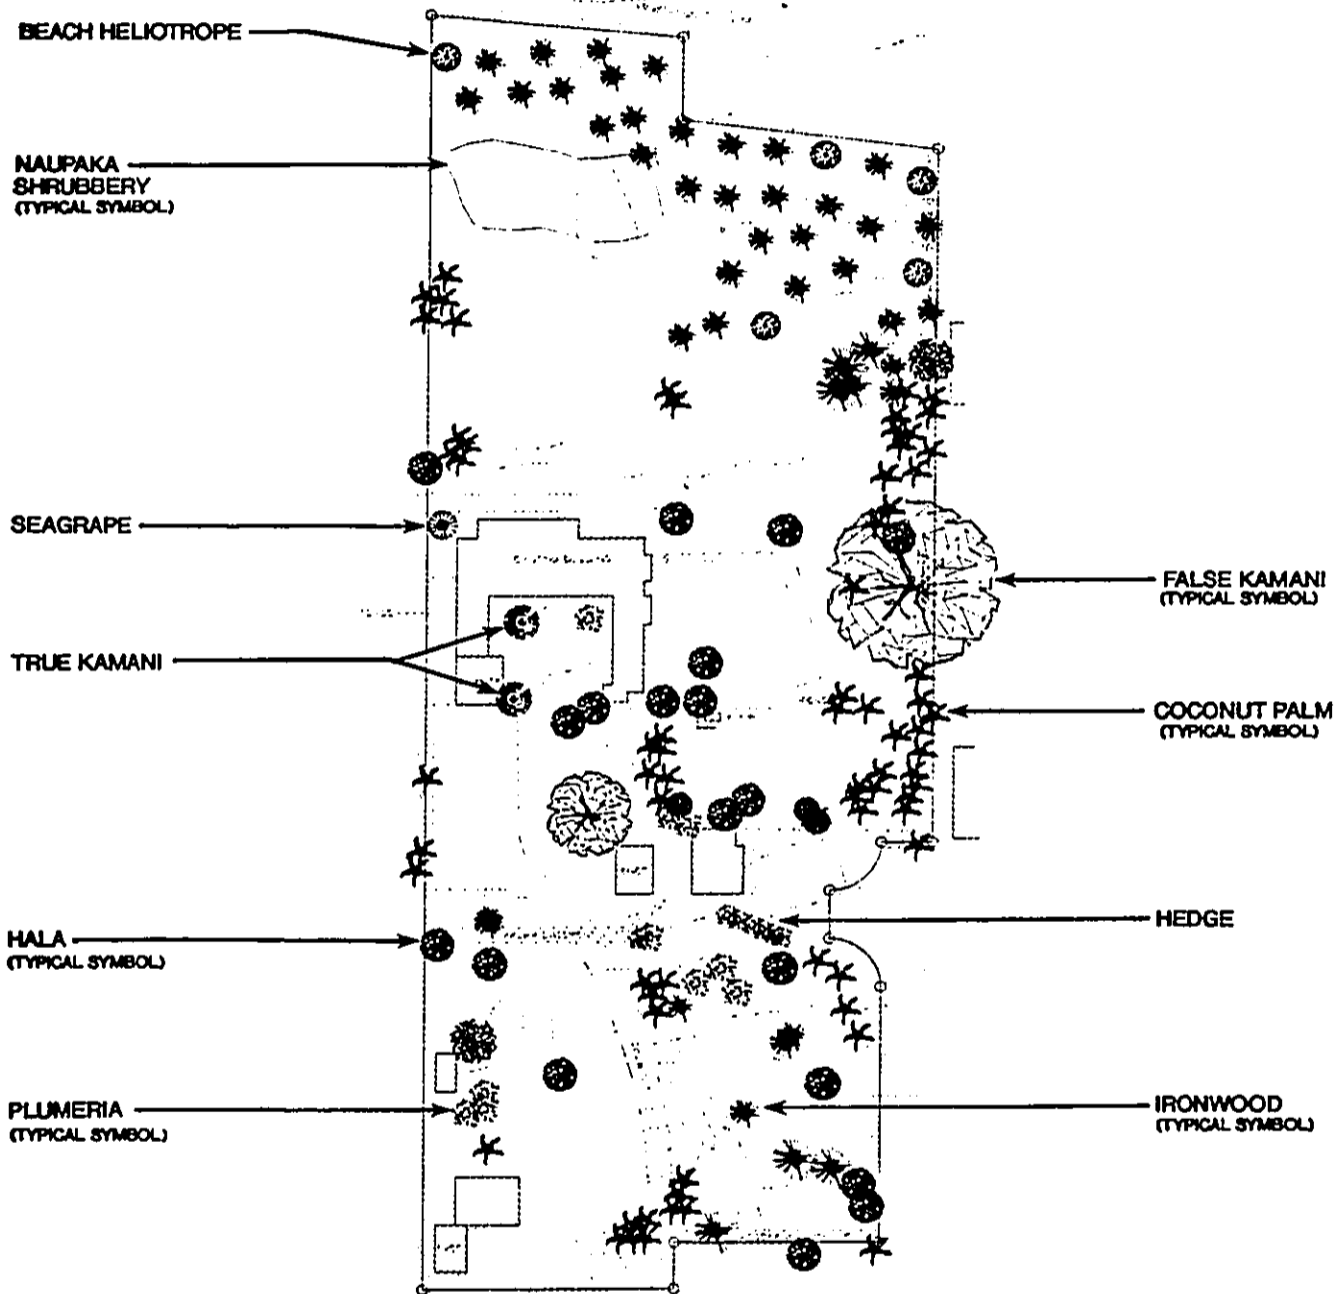 BEACH HELIOTROPE
NAUPAKA
SHRUBBERY
(TYPICAL SYMBOL)
SEAGRAPE
FALSE KAMANI
(TYPICAL SYMBOL)
TRUE KAMANI
COCONUT PALM
(TYPICAL SYMBOL)
HALA
(TYPICAL SYMBOL)
HEDGE
PLUMERIA
(TYPICAL SYMBOL)
IRONWOOD
(TYPICAL SYMBOL)